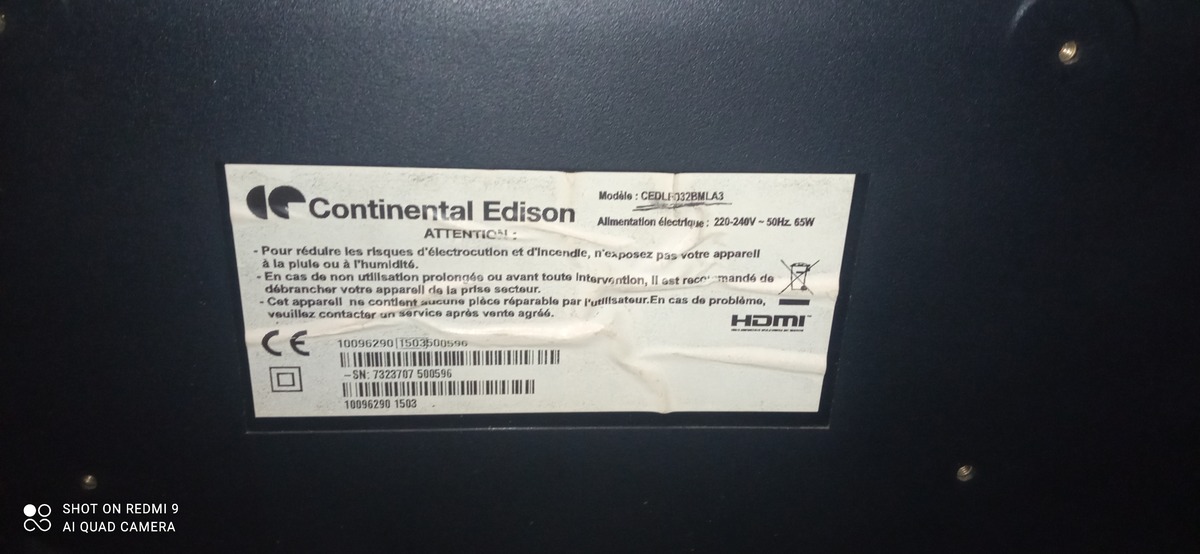 Continental Edison
Modèle :
Alimentation électrique : 220-240V ~ 50Hz. 65W
ATTENTION :
- Pour réduire les risques d'électrocution et d'incendie, n'exposez pas votre appareil
à la pluie ou à l'humidité.
- En cas de non utilisation prolongée ou avant toute intervention, il est recommandé de
débrancher votre appareil de la prise secteur.
- Cet appareil ne contient aucune pièce réparable par l'utilisateur.En cas de problème,
veuillez contacter un service après vente agréé.
HDMI
CE
10096290 1503500596
-SN: 7323707 500596
10096290 1503
SHOT ON REDMI 9
AI QUAD CAMERA